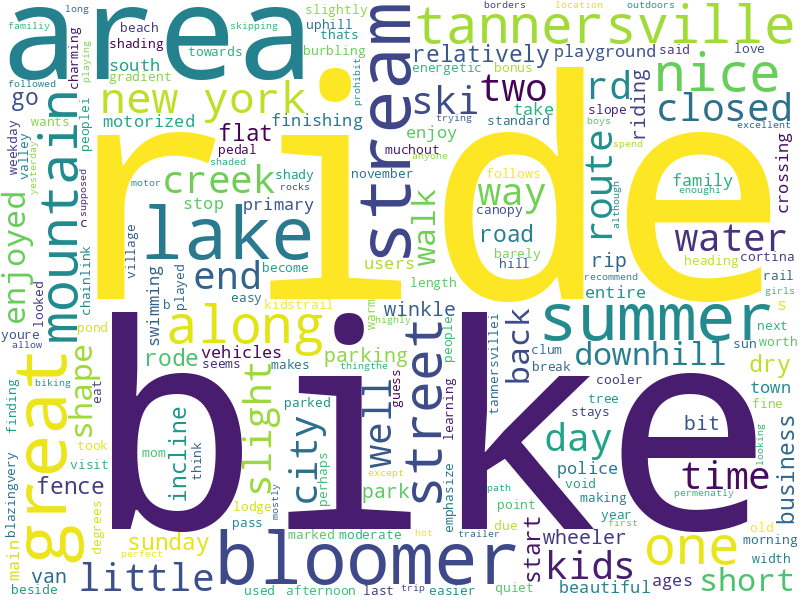 familiy
long
borders
location
outdoors
skipping
slightly
uphill
beach
area
charming
shading
thats
tannersville
followed
playing
burbling
towards
south
gradient
stream
relatively
playground
said
love
energetic
bonus
nice
go
new york
prohibit
ski
two
rd
riding
closed
wants
motorized
finishing
trying
standard
take
slope
boys
excellent
weekday
valley
mountain
peoplei
flat
enjoy
pedal
muchout
anyone
shaded
rocks
motor
yesterday
supposed
ride
creek
shady
november
follows
spend
crossing
stop
primary
way
route
family
although
enoughi
enjoyed
n
village
lake
walk
canopy
users
road
barely
hill
water
heading
cortina
chainlink
looked
youre
allow
pond
swimming
end
become
length
rip
entire
rail
recommend
girls
b
played
easy
kidstrail
warm
winkle
s
biking
great
shape
along
rode
vehicles
seems
makes
highly
thingthe
parking
people
summer
next
worth
sun
back
clum
break
downhill
dry
cooler
tree
stays
town
fine
finding
eat
bike
slight
guess
well
street
learning
tannersvillei
parked
city
took
mom
incline
think
visit
bit
day
time
looking
business
fence
degrees
blazingvery
mostly
perhaps
park
except
emphasize
police
void
path
making
permenatly
point
year
first
lodge
pass
marked
moderate
due
start
wheeler
old
morning
main
sunday
perfect
hot
trailer
one
width
van
beside
little
bloomer
used
afternoon
last
trip
easier
quiet
kids
beautiful
ages
short